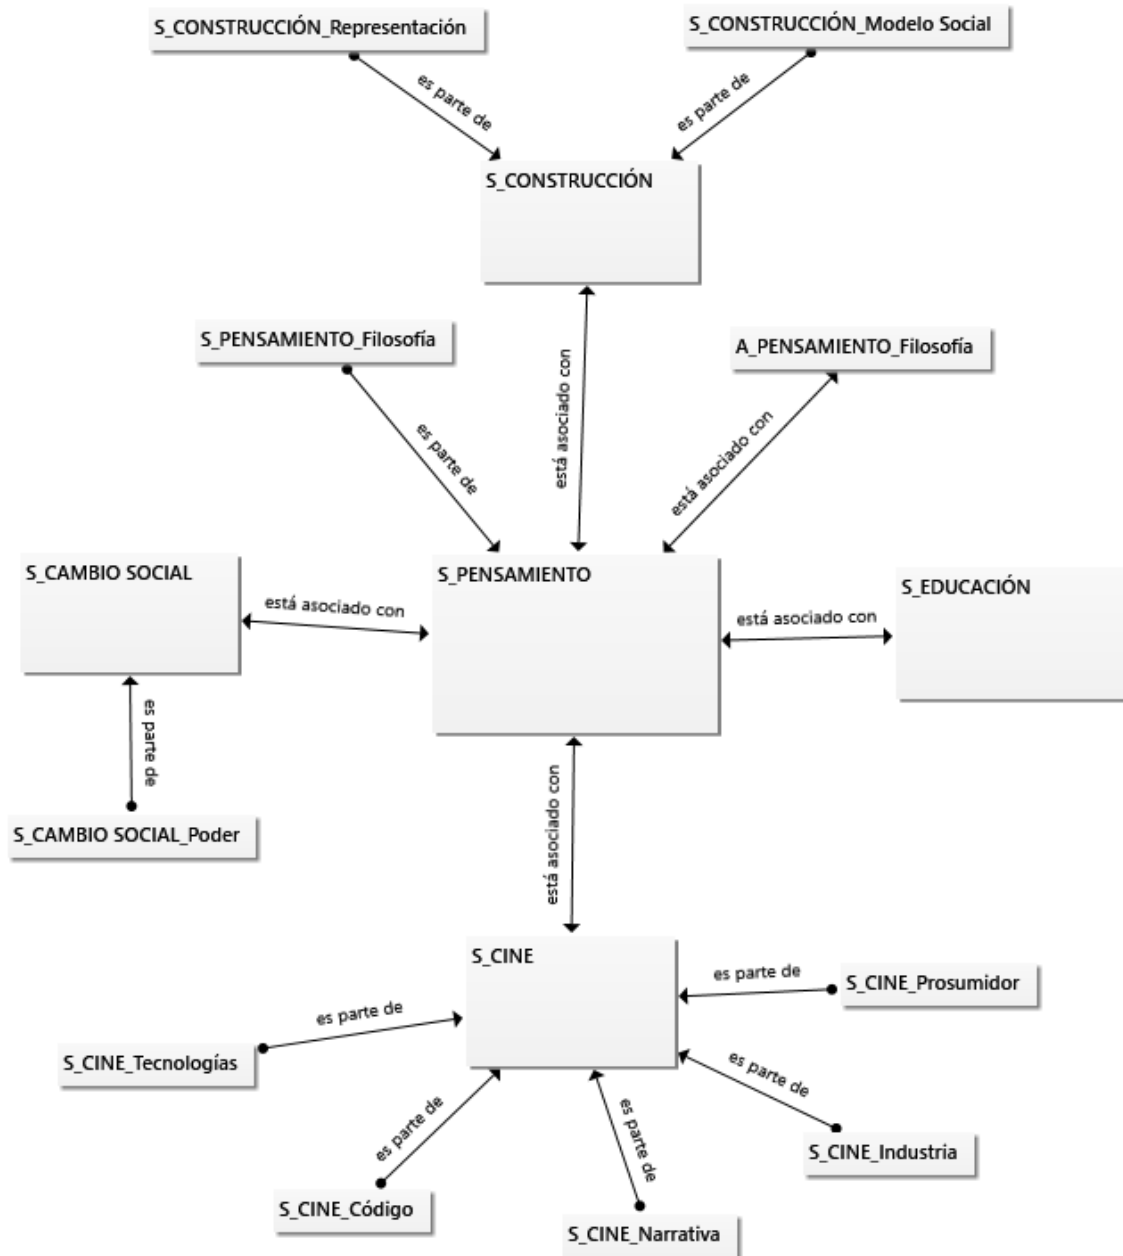 S_CONSTRUCCIÓN_Representación
S_CONSTRUCCIÓN_Modelo Social
es parte de
es parte de
S_CONSTRUCCIÓN
S_PENSAMIENTO_Filosofía
A_PENSAMIENTO_Filosofía
está asociado con
es parte de
está asociado con
S_CAMBIO SOCIAL
S_PENSAMIENTO
S_EDUCACIÓN
está asociado con
está asociado con
es parte de
S_CAMBIO SOCIAL_Poder
está asociado con
S_CINE
es parte de
S_CINE_Prosumidor
es parte de
S_CINE_Tecnologías
es parte de
es parte de
es parte de
S_CINE_Industria
S_CINE_Código
S_CINE_Narrativa